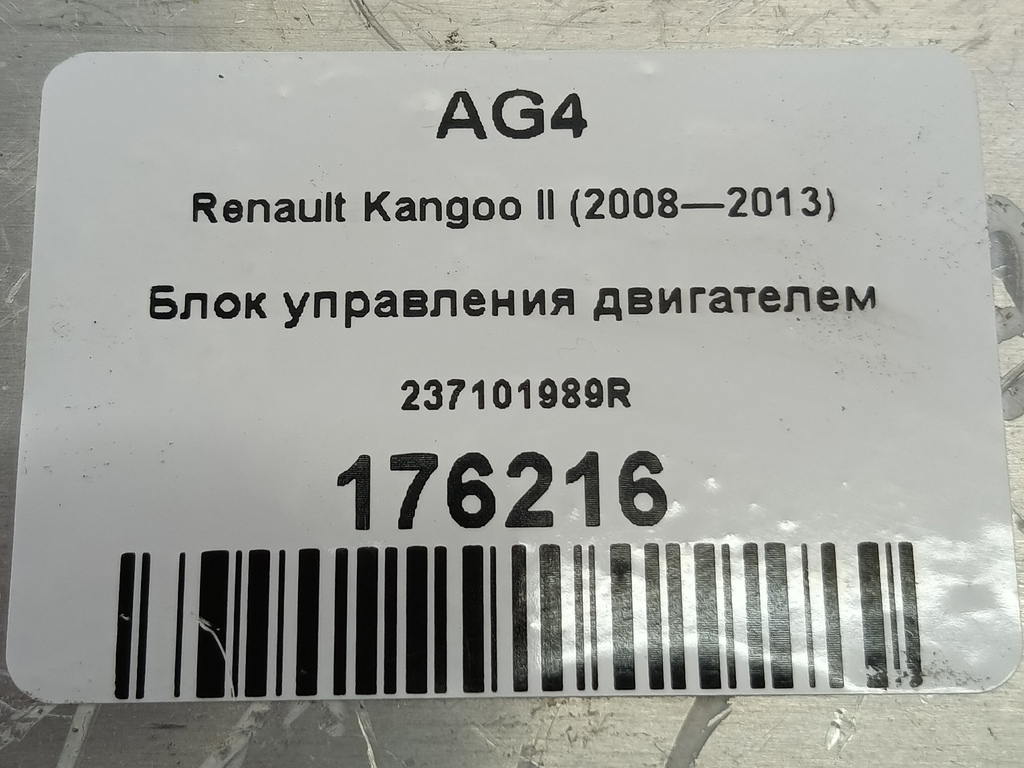 AG4
Renault Kangoo II (2008—2013)
Блок управления двигателем
237101989R
176216